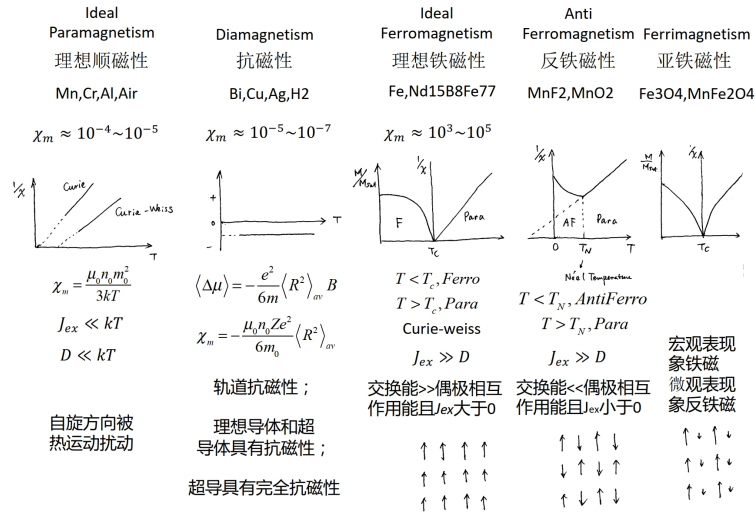 Ideal
Paramagnetism
理想顺磁性
Mn,Cr,Al,Air
χₘ ≈ 10⁻⁴~10⁻⁵
1/χ
Curie
Curie-Weiss
T
χₘ = μ₀n₀m₀²/3kT
Jₑₓ ≪ kT
D ≪ kT
自旋方向被
热运动扰动
Diamagnetism
抗磁性
Bi,Cu,Ag,H2
χₘ ≈ 10⁻⁵~10⁻⁷
+
0
-
T
⟨Δμ⟩ = −e²/6m ⟨R²⟩ₐᵥ B
χₘ = −μ₀n₀Ze²/6m₀ ⟨R²⟩ₐᵥ
轨道抗磁性；
理想导体和超
导体具有抗磁性；
超导具有完全抗磁性
Ideal
Ferromagnetism
理想铁磁性
Fe,Nd15B8Fe77
χₘ ≈ 10³~10⁵
M/Msat
1/χ
F
Para
Tc
T < Tc, Ferro
T > Tc, Para
Curie-weiss
Jₑₓ ≫ D
交换能>>偶极相互
作用能且Jex大于0
Anti
Ferromagnetism
反铁磁性
MnF2,MnO2
1/χ
AF
Para
0
TN
T
Néel Temperature
T < TN, AntiFerro
T > TN, Para
Jₑₓ ≫ D
交换能<<偶极相互
作用能且Jex小于0
Ferrimagnetism
亚铁磁性
Fe3O4,MnFe2O4
M/Msat
1/χ
Tc
宏观表现
象铁磁
微观表现
象反铁磁